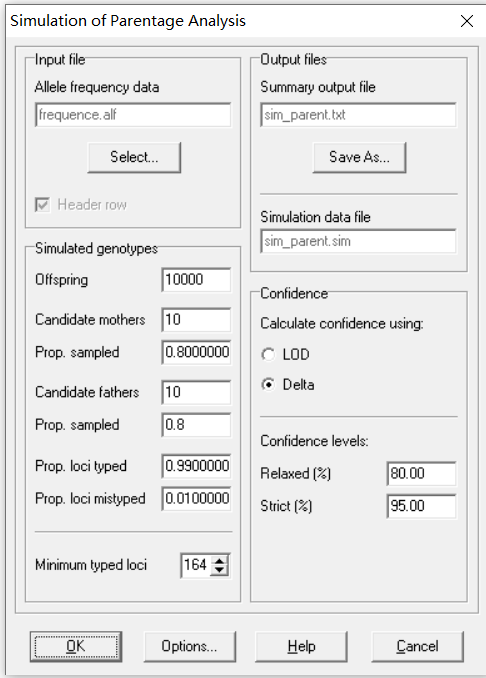 Simulation of Parentage Analysis
Input file
Allele frequency data
frequence.alf
Select...
Header row
Simulated genotypes
Offspring 10000
Candidate mothers 10
Prop. sampled 0.8000000
Candidate fathers 10
Prop. sampled 0.8
Prop. loci typed 0.9900000
Prop. loci mistyped 0.0100000
Minimum typed loci 164
Output files
Summary output file
sim_parent.txt
Save As...
Simulation data file
sim_parent.sim
Confidence
Calculate confidence using:
LOD
Delta
Confidence levels:
Relaxed (%) 80.00
Strict (%) 95.00
OK Options... Help Cancel